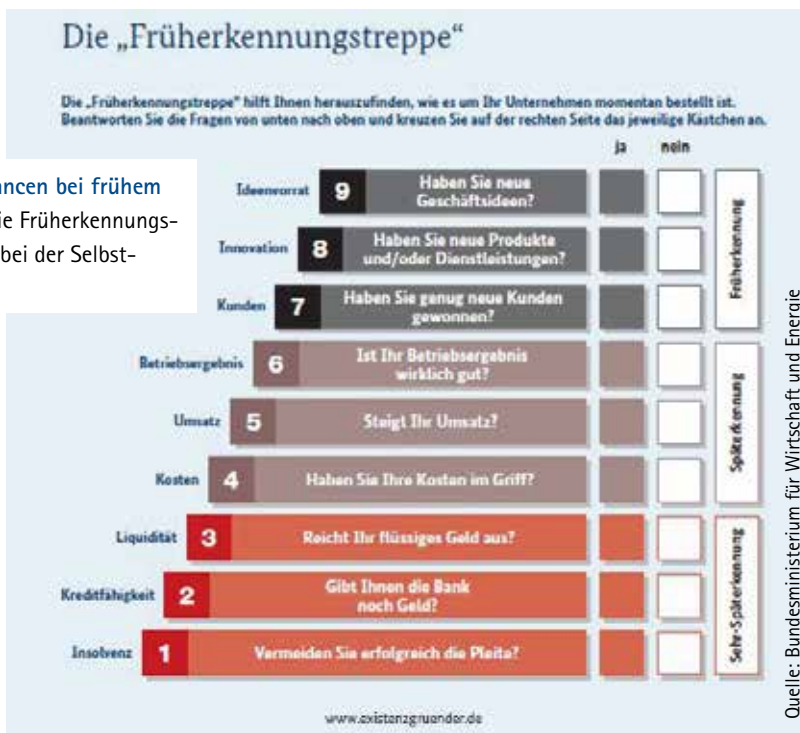 Die „Früherkennungstreppe“
Die „Früherkennungstreppe“ hilft Ihnen herauszufinden, wie es um Ihr Unternehmen momentan bestellt ist.
Beantworten Sie die Fragen von unten nach oben und kreuzen Sie auf der rechten Seite das jeweilige Kästchen an.
ja nein
ancen bei frühem
ie Früherkennungs-
bei der Selbst-
Ideenvorrat 9 Haben Sie neue
Geschäftsideen?
Innovation 8 Haben Sie neue Produkte
und/oder Dienstleistungen?
Kunden 7 Haben Sie genug neue Kunden
gewonnen?
Früherkennung
Betriebsergebnis 6 Ist Ihr Betriebsergebnis
wirklich gut?
Umsatz 5 Steigt Ihr Umsatz?
Kosten 4 Haben Sie Ihre Kosten im Griff?
Späterkennung
Liquidität 3 Reicht Ihr flüssiges Geld aus?
Kreditfähigkeit 2 Gibt Ihnen die Bank
noch Geld?
Insolvenz 1 Vermeiden Sie erfolgreich die Pleite?
Sehr-Späterkennung
www.existenzgruender.de
Quelle: Bundesministerium für Wirtschaft und Energie